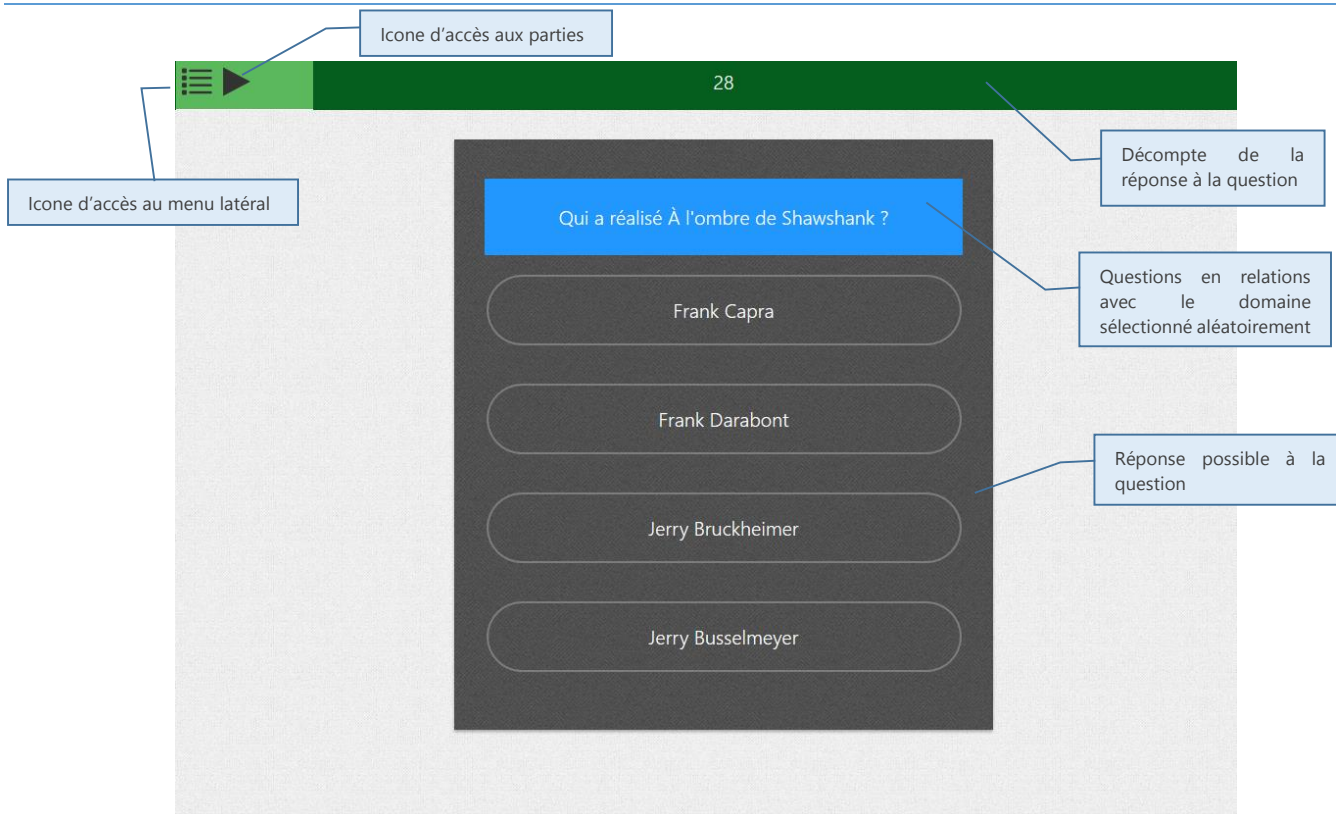 Icone d'accès aux parties
28
Décompte de la
réponse à la question
Icone d'accès au menu latéral
Qui a réalisé À l'ombre de Shawshank ?
Questions en relations
avec le domaine
sélectionné aléatoirement
Frank Capra
Frank Darabont
Réponse possible à la
question
Jerry Bruckheimer
Jerry Busselmeyer